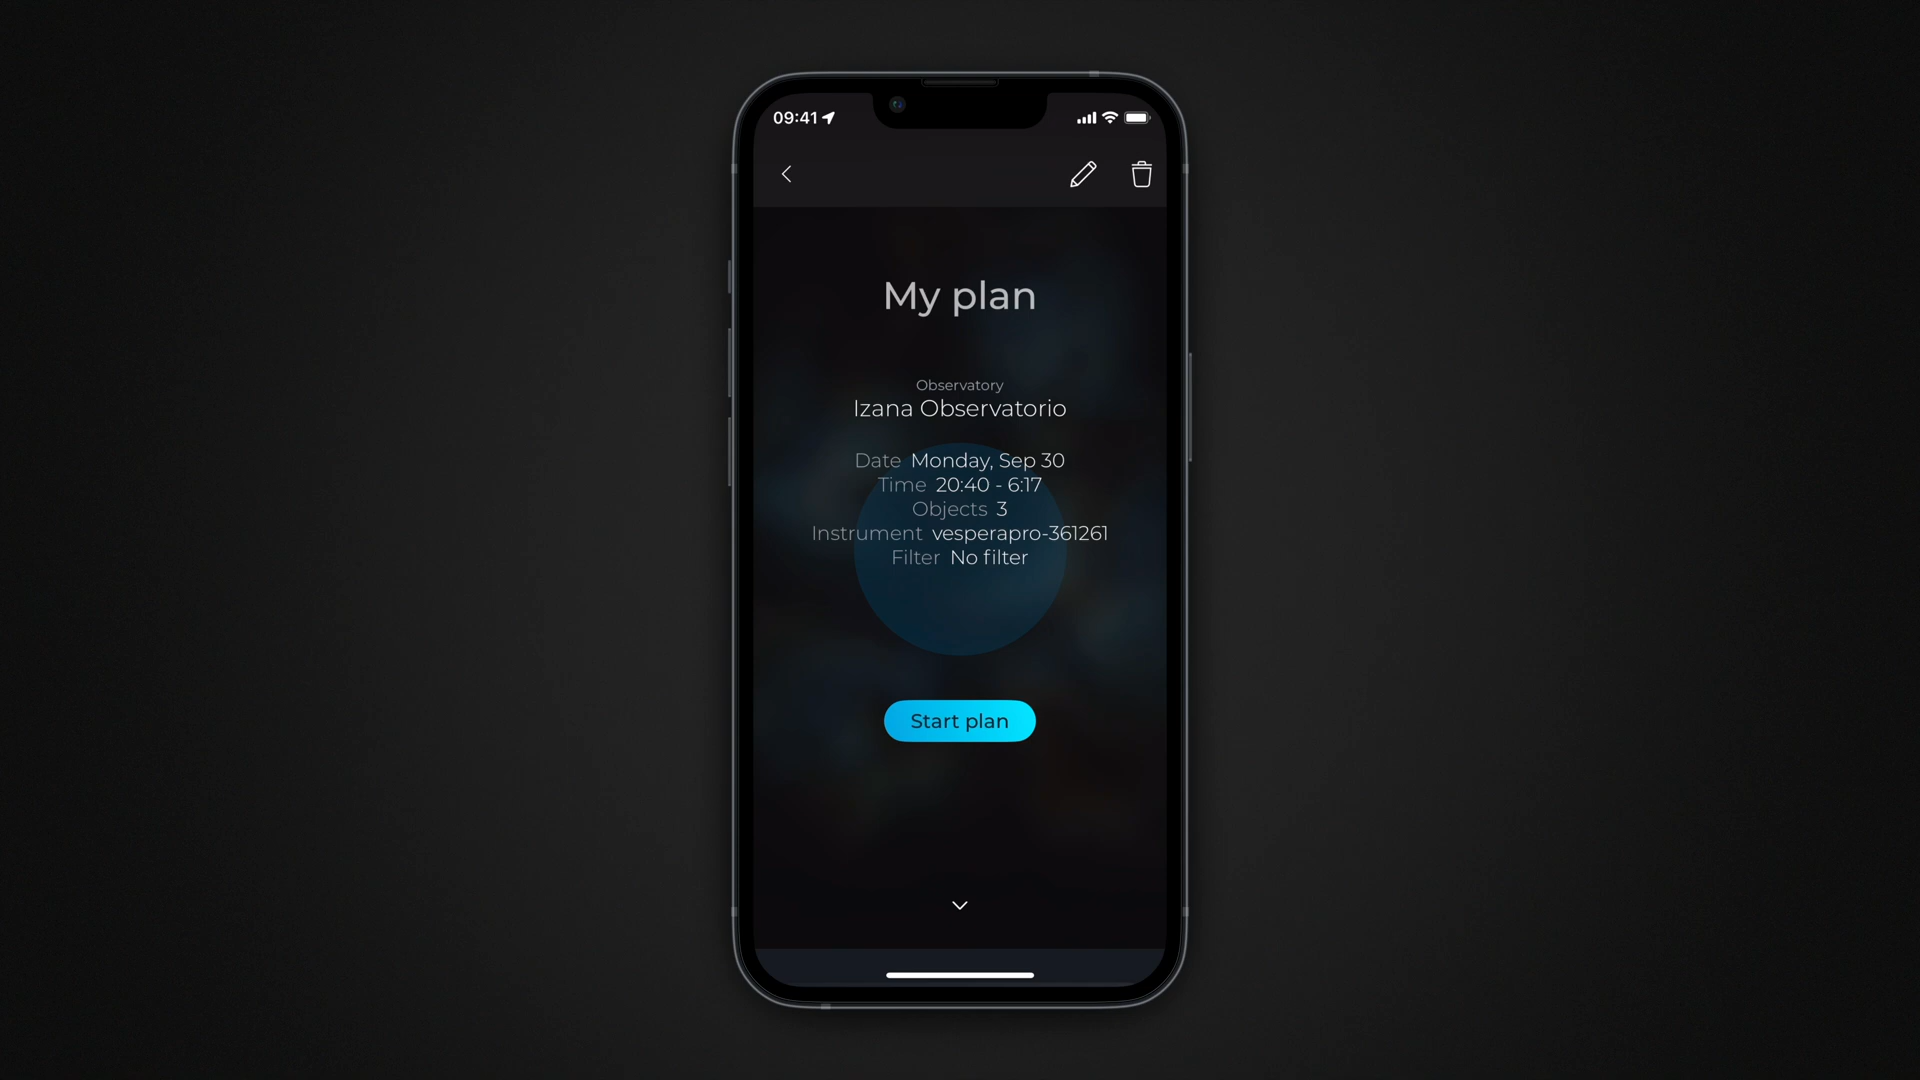 09:41
My plan
Observatory
Izana Observatorio
Date Monday, Sep 30
Time 20:40 - 6:17
Objects 3
Instrument vesperapro-361261
Filter No filter
Start plan